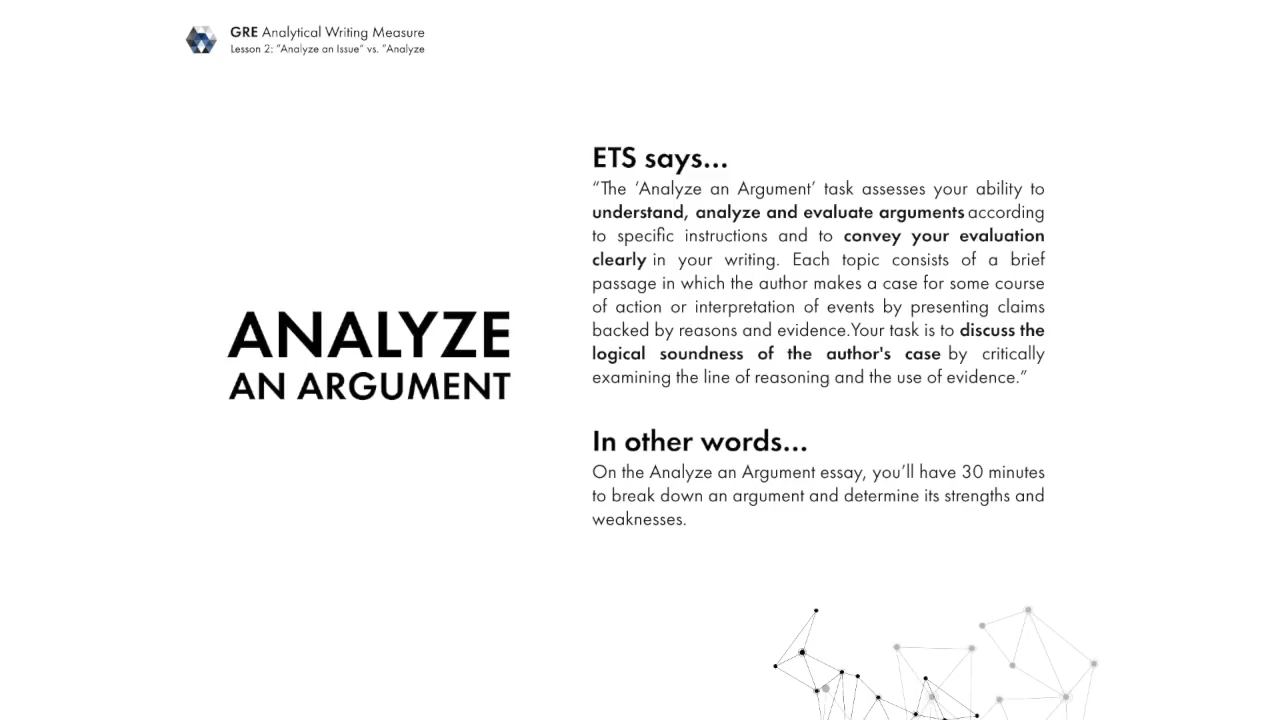 GRE Analytical Writing Measure
Lesson 2: "Analyze an Issue" vs. "Analyze
ANALYZE
AN ARGUMENT
ETS says...
“The ‘Analyze an Argument’ task assesses your ability to
understand, analyze and evaluate arguments according
to specific instructions and to convey your evaluation
clearly in your writing. Each topic consists of a brief
passage in which the author makes a case for some course
of action or interpretation of events by presenting claims
backed by reasons and evidence.Your task is to discuss the
logical soundness of the author's case by critically
examining the line of reasoning and the use of evidence.”
In other words...
On the Analyze an Argument essay, you’ll have 30 minutes
to break down an argument and determine its strengths and
weaknesses.